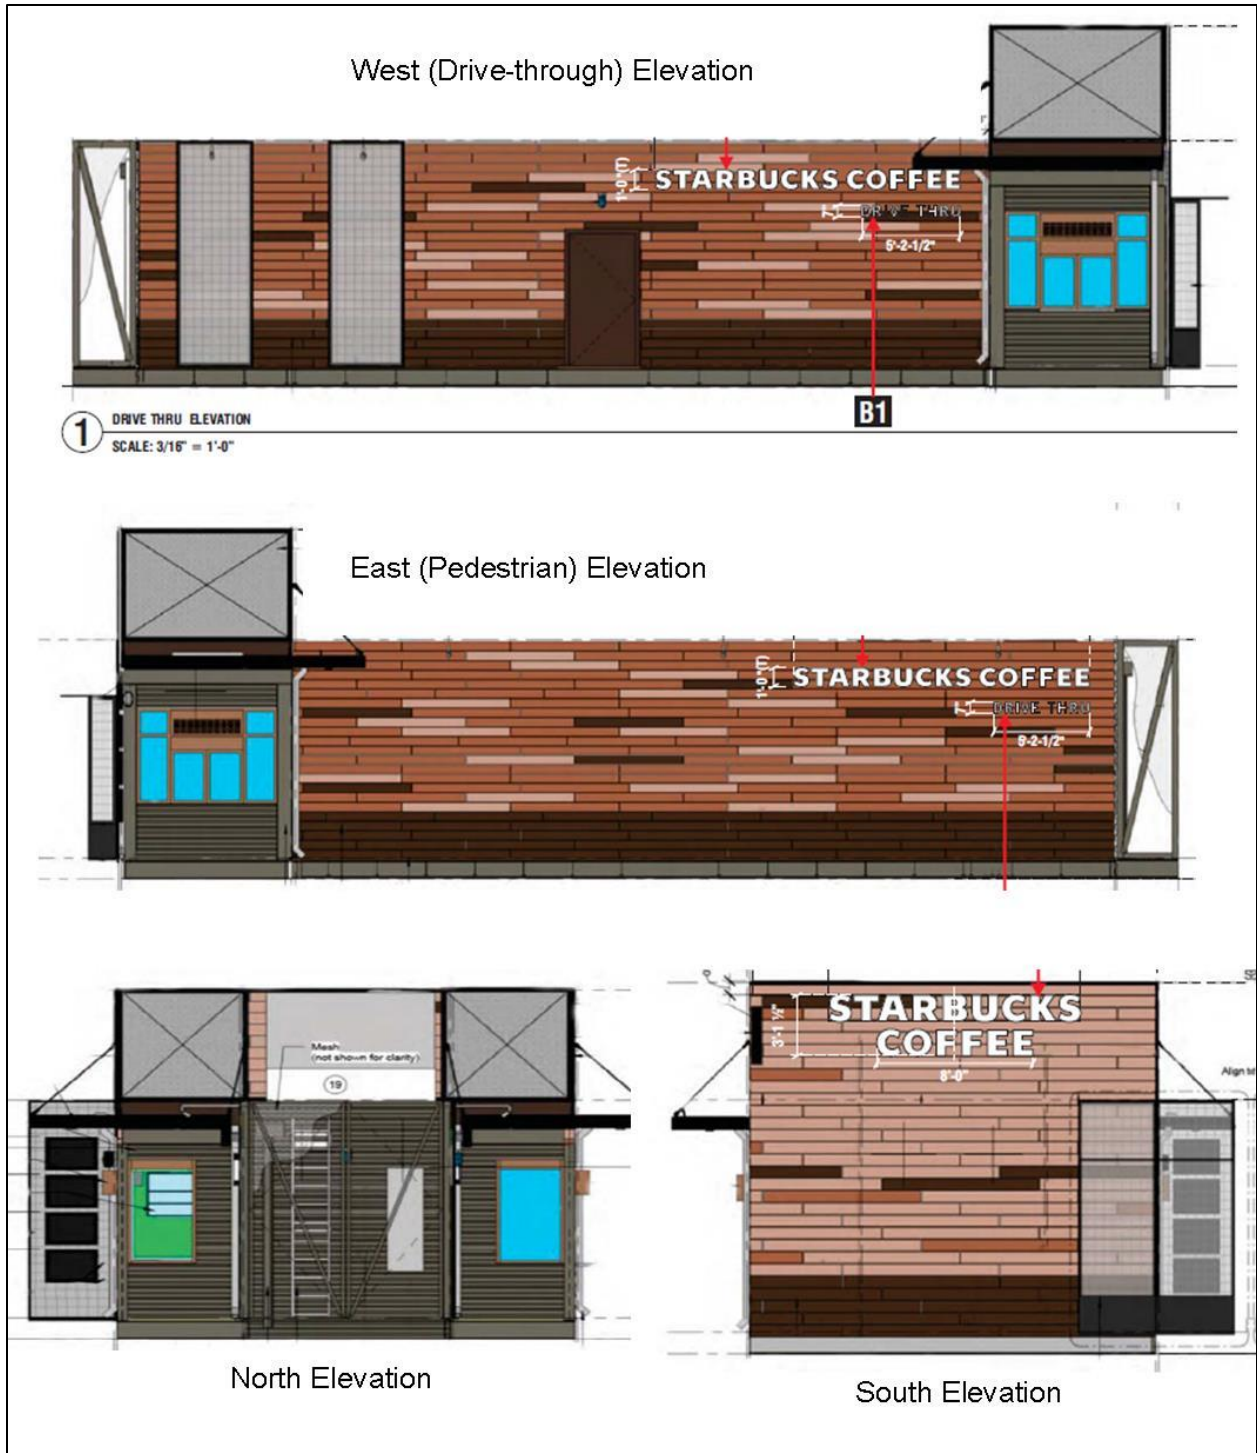 West (Drive-through) Elevation
1'-0" (T)
STARBUCKS COFFEE
DRIVE THRU
5'-2-1/2"
B1
1
DRIVE THRU ELEVATION
SCALE: 3/16" = 1'-0"
East (Pedestrian) Elevation
1'-0" (T)
STARBUCKS COFFEE
DRIVE THRU
5'-2-1/2"
Mesh
(not shown for clarity)
19
STARBUCKS
COFFEE
3'-1 ½"
8'-0"
North Elevation
South Elevation